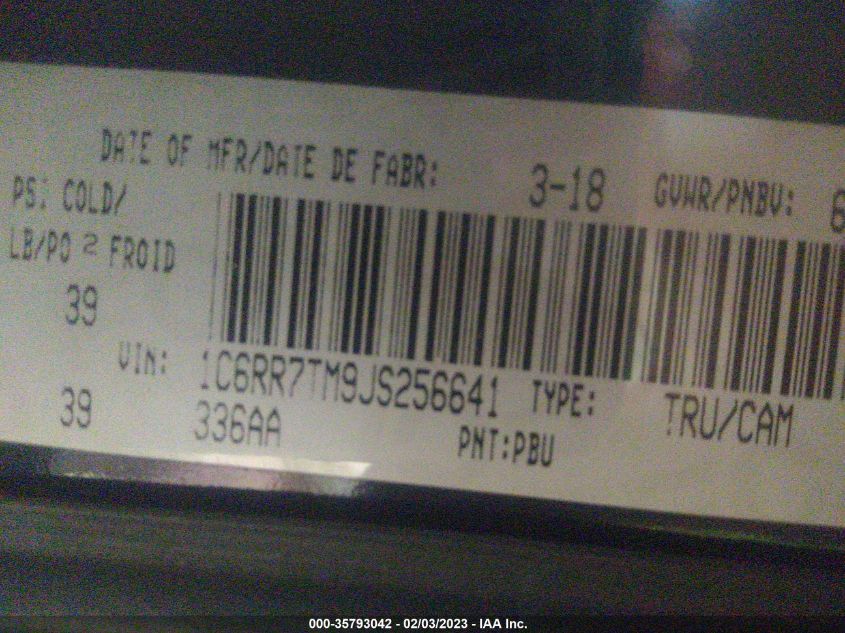 DATE OF MFR/DATE DE FABR: 3-18 GVWR/PNBV: 6
PSI COLD/
LB/PO 2 FROID
39
VIN: 1C6RR7TM9JS256641 TYPE: TRU/CAM
39 336AA PNT:PBU
000-35793042 - 02/03/2023 - IAA Inc.